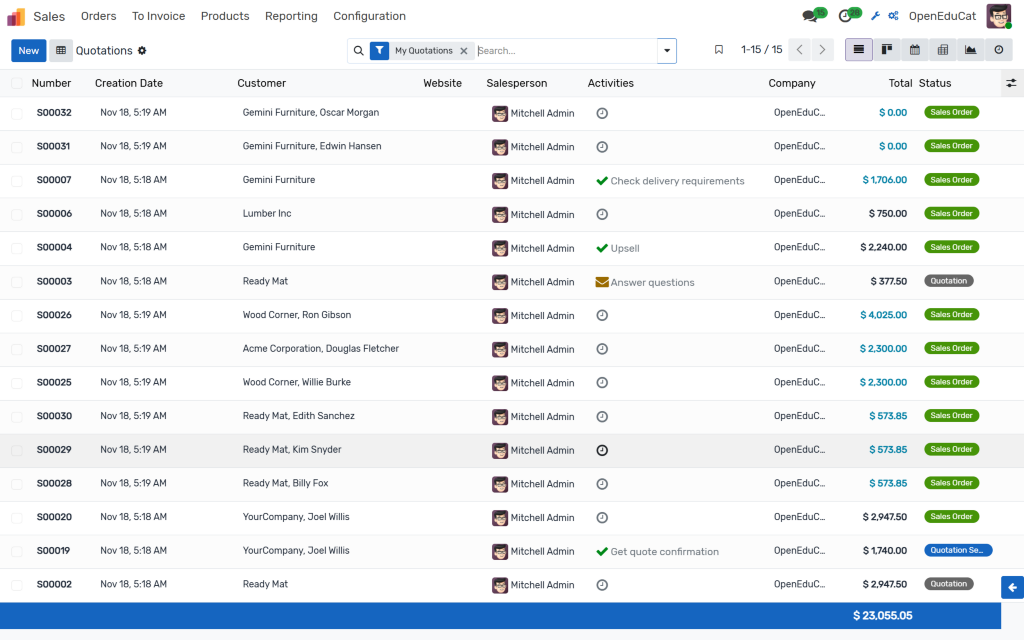 Sales Orders To Invoice Products Reporting Configuration 15 28 OpenEduCat
New Quotations My Quotations Search... 1-15 / 15
Number Creation Date Customer Website Salesperson Activities Company Total Status
S00032 Nov 18, 5:19 AM Gemini Furniture, Oscar Morgan Mitchell Admin OpenEduC... $ 0.00 Sales Order
S00031 Nov 18, 5:19 AM Gemini Furniture, Edwin Hansen Mitchell Admin OpenEduC... $ 0.00 Sales Order
S00007 Nov 18, 5:18 AM Gemini Furniture Mitchell Admin Check delivery requirements OpenEduC... $ 1,706.00 Sales Order
S00006 Nov 18, 5:18 AM Lumber Inc Mitchell Admin OpenEduC... $ 750.00 Sales Order
S00004 Nov 18, 5:18 AM Gemini Furniture Mitchell Admin Upsell OpenEduC... $ 2,240.00 Sales Order
S00003 Nov 18, 5:18 AM Ready Mat Mitchell Admin Answer questions OpenEduC... $ 377.50 Quotation
S00026 Nov 18, 5:19 AM Wood Corner, Ron Gibson Mitchell Admin OpenEduC... $ 4,025.00 Sales Order
S00027 Nov 18, 5:19 AM Acme Corporation, Douglas Fletcher Mitchell Admin OpenEduC... $ 2,300.00 Sales Order
S00025 Nov 18, 5:19 AM Wood Corner, Willie Burke Mitchell Admin OpenEduC... $ 2,300.00 Sales Order
S00030 Nov 18, 5:19 AM Ready Mat, Edith Sanchez Mitchell Admin OpenEduC... $ 573.85 Sales Order
S00029 Nov 18, 5:19 AM Ready Mat, Kim Snyder Mitchell Admin OpenEduC... $ 573.85 Sales Order
S00028 Nov 18, 5:19 AM Ready Mat, Billy Fox Mitchell Admin OpenEduC... $ 573.85 Sales Order
S00020 Nov 18, 5:18 AM YourCompany, Joel Willis Mitchell Admin OpenEduC... $ 2,947.50 Sales Order
S00019 Nov 18, 5:18 AM YourCompany, Joel Willis Mitchell Admin Get quote confirmation OpenEduC... $ 1,740.00 Quotation Se...
S00002 Nov 18, 5:18 AM Ready Mat Mitchell Admin OpenEduC... $ 2,947.50 Quotation
$ 23,055.05